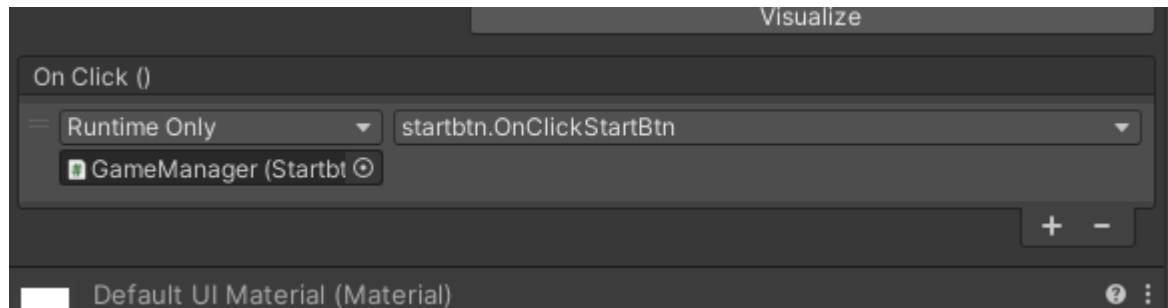 Visualize
On Click ()
Runtime Only
startbtn.OnClickStartBtn
GameManager (Startbt
+ -
Default UI Material (Material)